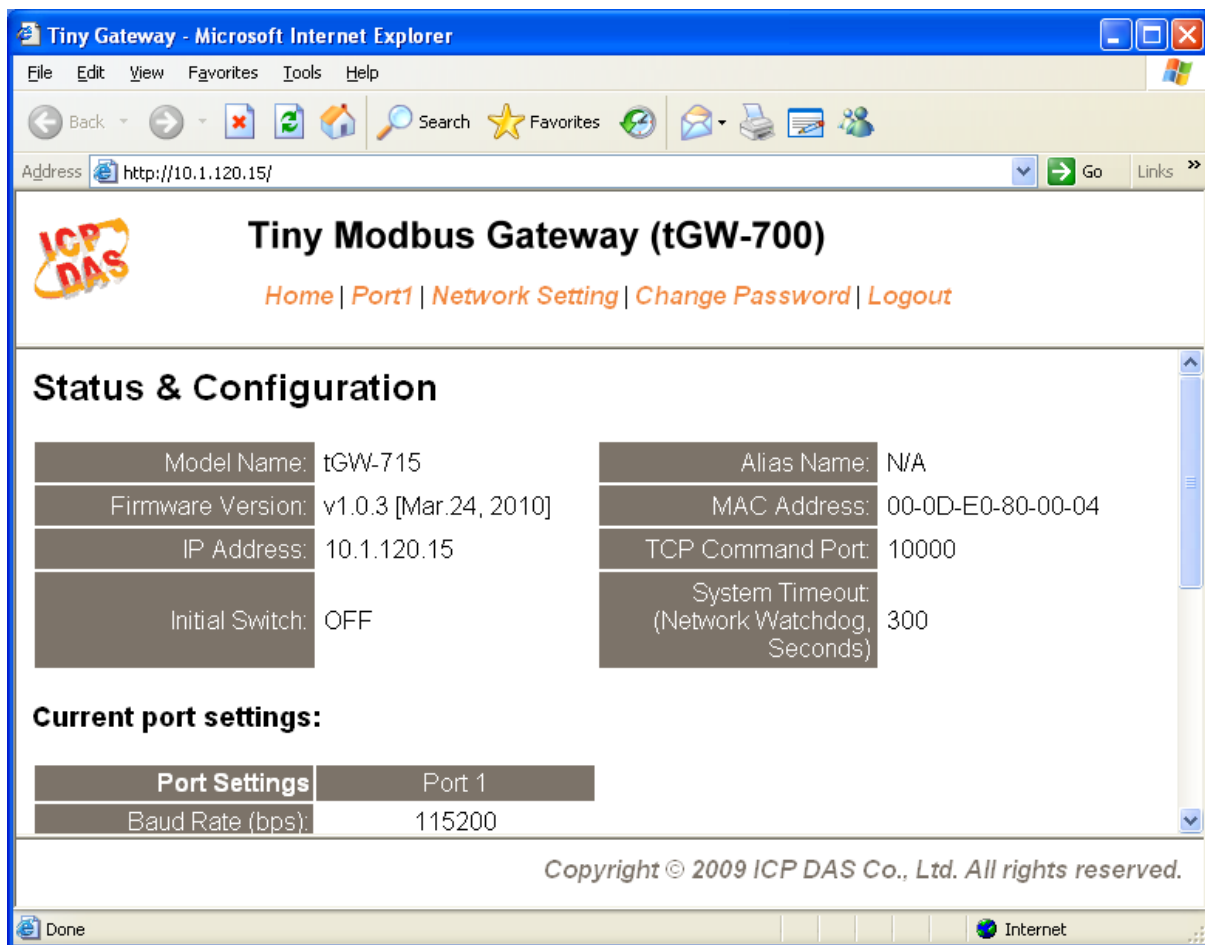 Tiny Gateway - Microsoft Internet Explorer
File Edit View Favorites Tools Help
Back Search Favorites
Address http://10.1.120.15/ Go Links »
ICP DAS
Tiny Modbus Gateway (tGW-700)
Home | Port1 | Network Setting | Change Password | Logout
Status & Configuration
Model Name: tGW-715 Alias Name: N/A
Firmware Version: v1.0.3 [Mar.24, 2010] MAC Address: 00-0D-E0-80-00-04
IP Address: 10.1.120.15 TCP Command Port: 10000
Initial Switch: OFF System Timeout: (Network Watchdog, Seconds) 300
Current port settings:
Port Settings Port 1
Baud Rate (bps): 115200
Copyright © 2009 ICP DAS Co., Ltd. All rights reserved.
Done Internet